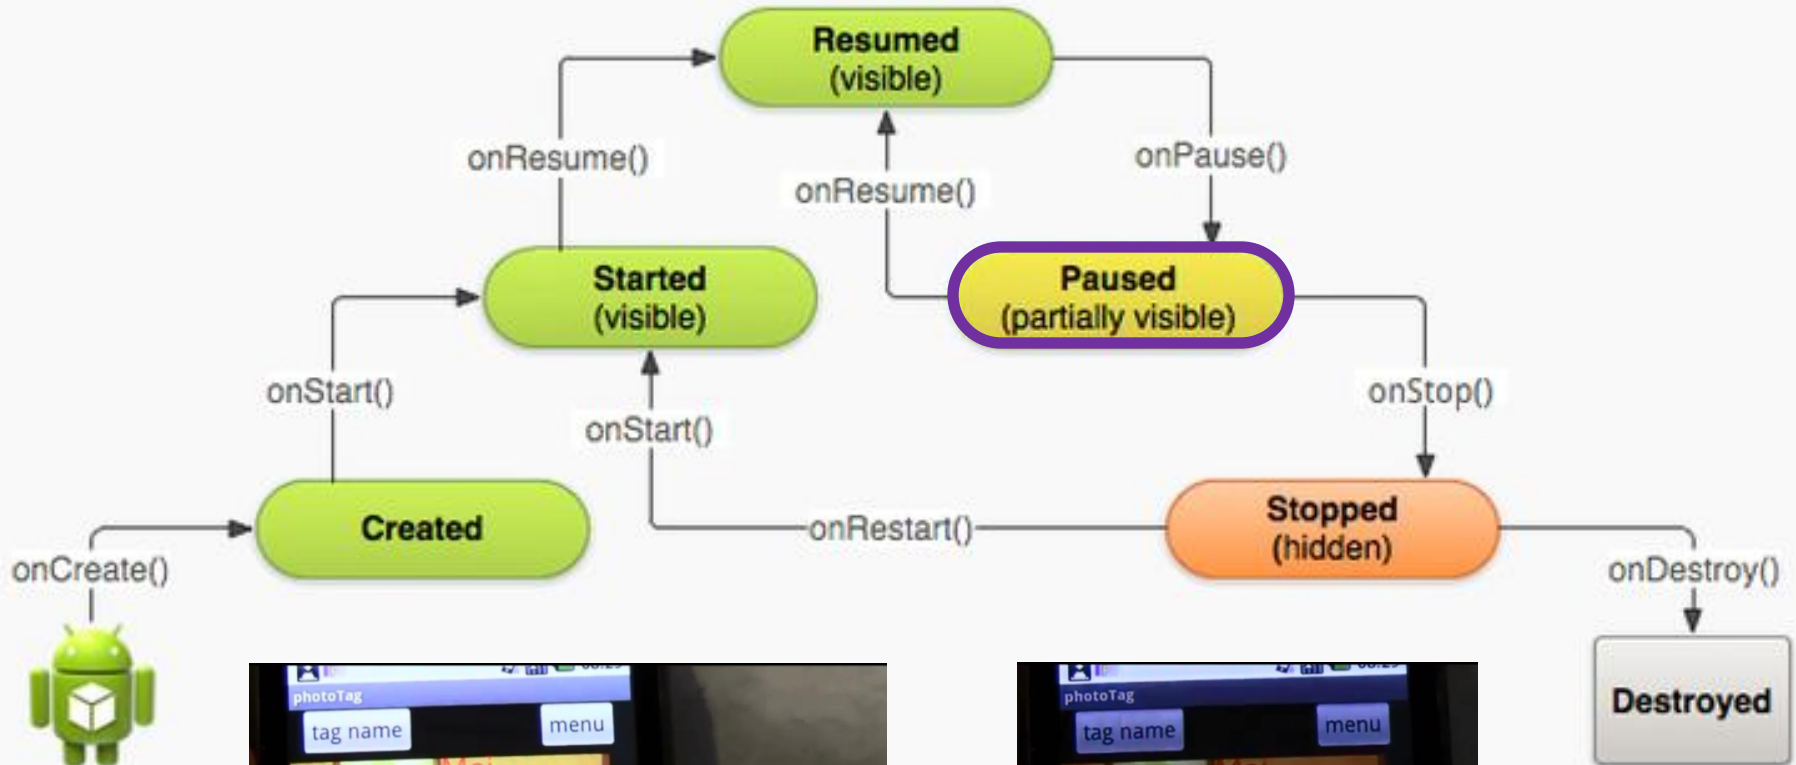 Resumed
(visible)
onResume()
onPause()
onResume()
Started
(visible)
Paused
(partially visible)
onStart()
onStop()
onStart()
Created
Stopped
(hidden)
onRestart()
onCreate()
onDestroy()
Destroyed
photoTag
tag name
menu
photoTag
tag name
menu